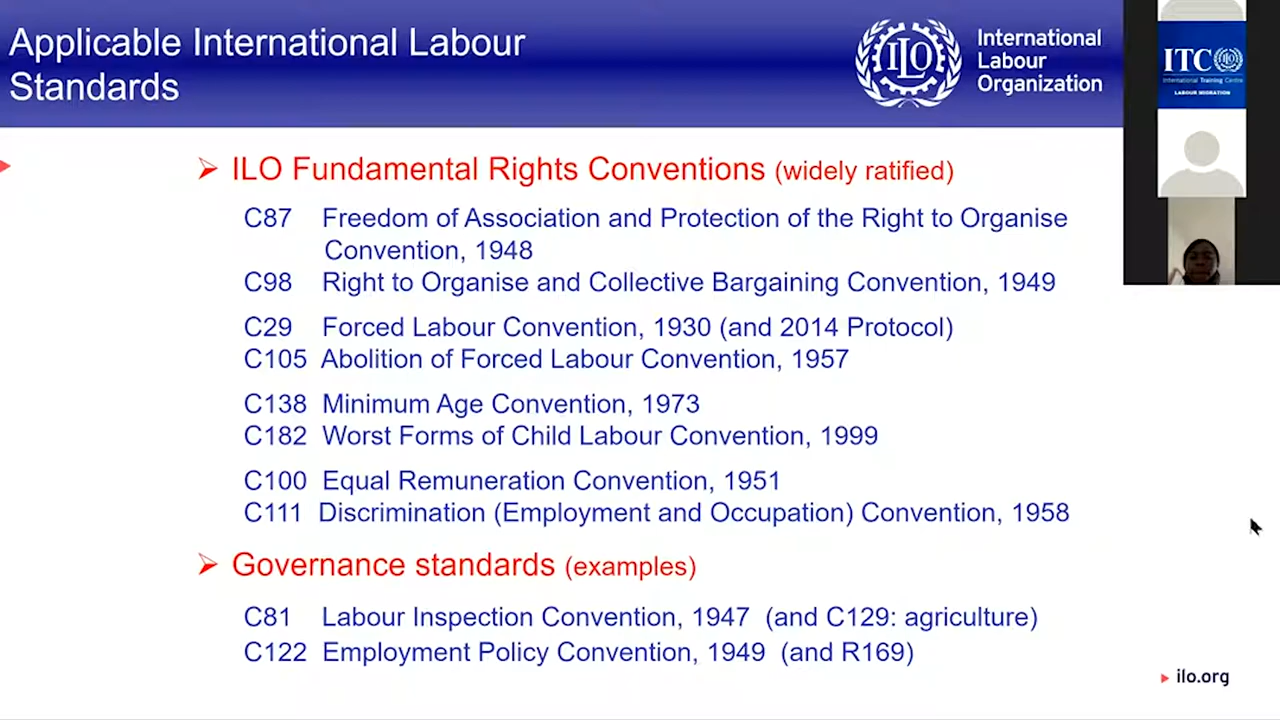 Applicable International Labour
Standards
ILO
International
Labour
Organization
ITC
International Training Centre
LABOUR MIGRATION
➢ ILO Fundamental Rights Conventions (widely ratified)
C87 Freedom of Association and Protection of the Right to Organise
Convention, 1948
C98 Right to Organise and Collective Bargaining Convention, 1949
C29 Forced Labour Convention, 1930 (and 2014 Protocol)
C105 Abolition of Forced Labour Convention, 1957
C138 Minimum Age Convention, 1973
C182 Worst Forms of Child Labour Convention, 1999
C100 Equal Remuneration Convention, 1951
C111 Discrimination (Employment and Occupation) Convention, 1958
➢ Governance standards (examples)
C81 Labour Inspection Convention, 1947 (and C129: agriculture)
C122 Employment Policy Convention, 1949 (and R169)
ilo.org